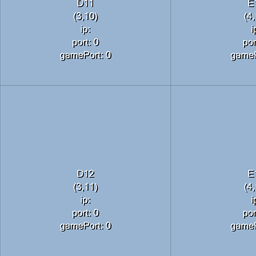 D11
(3,10)
ip:
port: 0
gamePort: 0
E
(4,
ip
por
game
D12
(3,11)
ip:
port: 0
gamePort: 0
E
(4,
ip
por
game